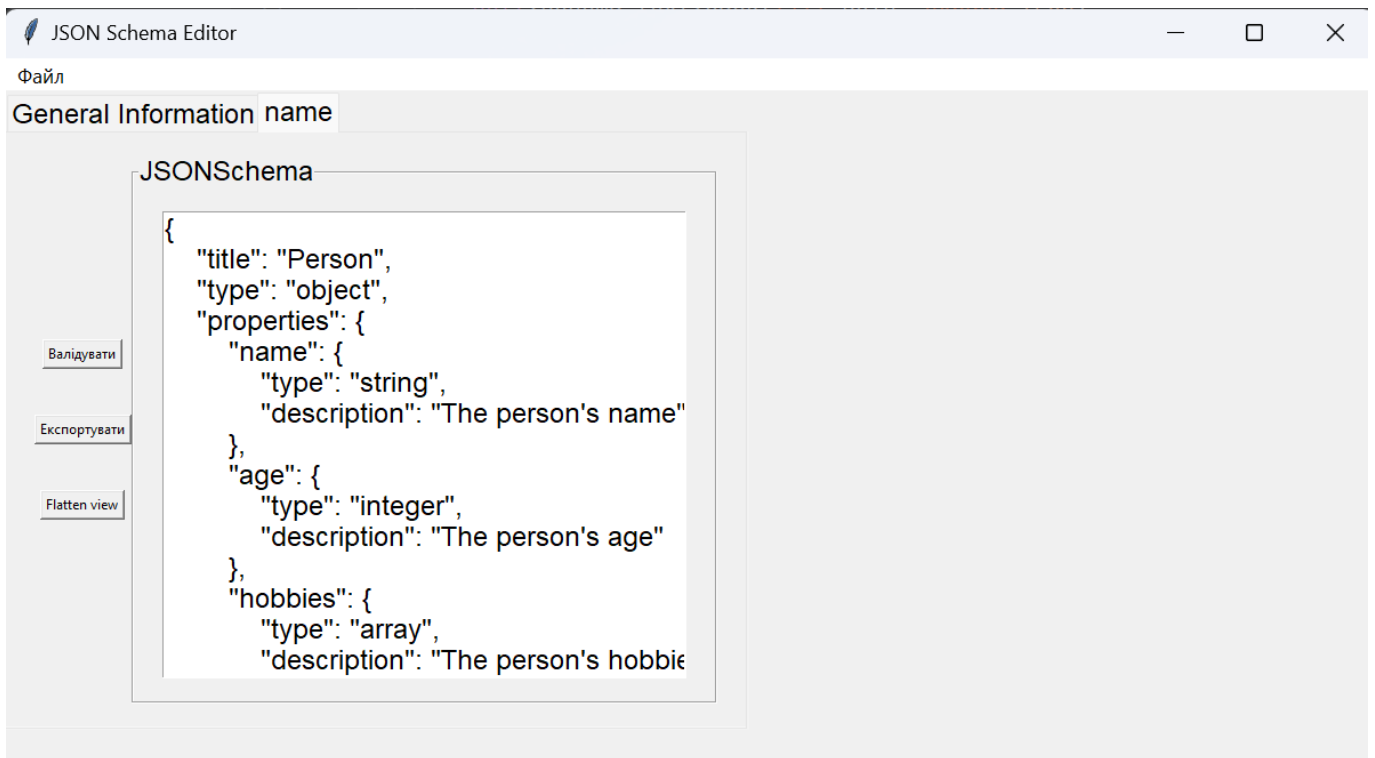 JSON Schema Editor
Файл
General Information name
JSONSchema
{
"title": "Person",
"type": "object",
"properties": {
"name": {
"type": "string",
"description": "The person's name"
},
"age": {
"type": "integer",
"description": "The person's age"
},
"hobbies": {
"type": "array",
"description": "The person's hobbie
Валідувати
Експортувати
Flatten view